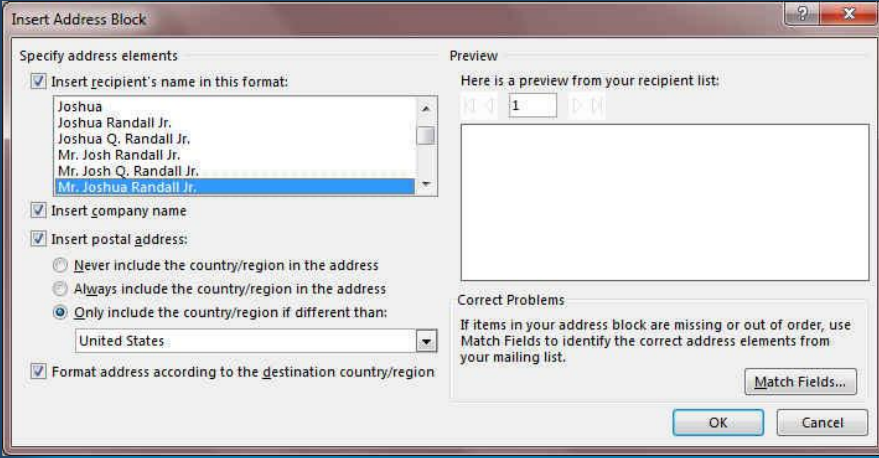 Insert Address Block
Specify address elements
Insert recipient's name in this format:
Joshua
Joshua Randall Jr.
Joshua Q. Randall Jr.
Mr. Josh Randall Jr.
Mr. Josh Q. Randall Jr.
Mr. Joshua Randall Jr.
Insert company name
Insert postal address:
Never include the country/region in the address
Always include the country/region in the address
Only include the country/region if different than:
United States
Format address according to the destination country/region
Preview
Here is a preview from your recipient list:
1
Correct Problems
If items in your address block are missing or out of order, use
Match Fields to identify the correct address elements from
your mailing list.
Match Fields...
OK
Cancel